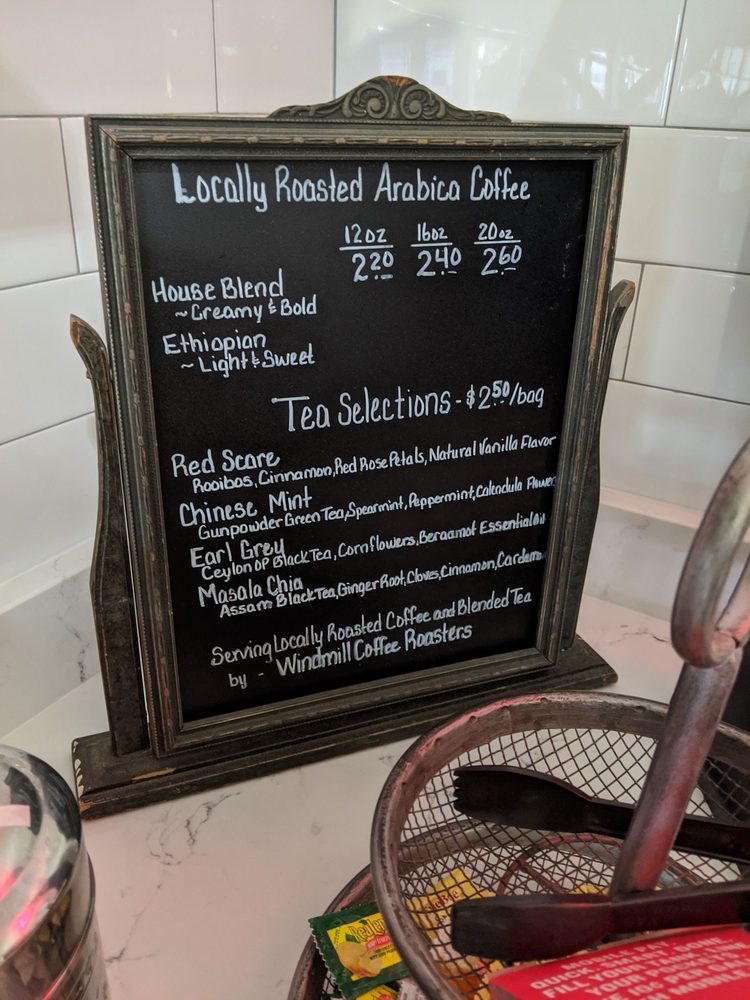 Locally Roasted Arabica Coffee
12oz 16oz 20oz
2.20 2.40 2.60
House Blend
~Creamy & Bold
Ethiopian
~Light & Sweet
Tea Selections - $2.50/bag
Red Score
Rooibos, Cinnamon, Red Rose Petals, Natural Vanilla Flavor
Chinese Mint
Gunpowder Green Tea, Spearmint, Peppermint, Calendula Flower
Earl Grey
Ceylon OP Black Tea, Cornflowers, Bergamot Essential Oil
Masala Chia
Assam Black Tea, Ginger Root, Cloves, Cinnamon, Cardem
Serving Locally Roasted Coffee and Blended Tea
by - Windmill Coffee Roasters